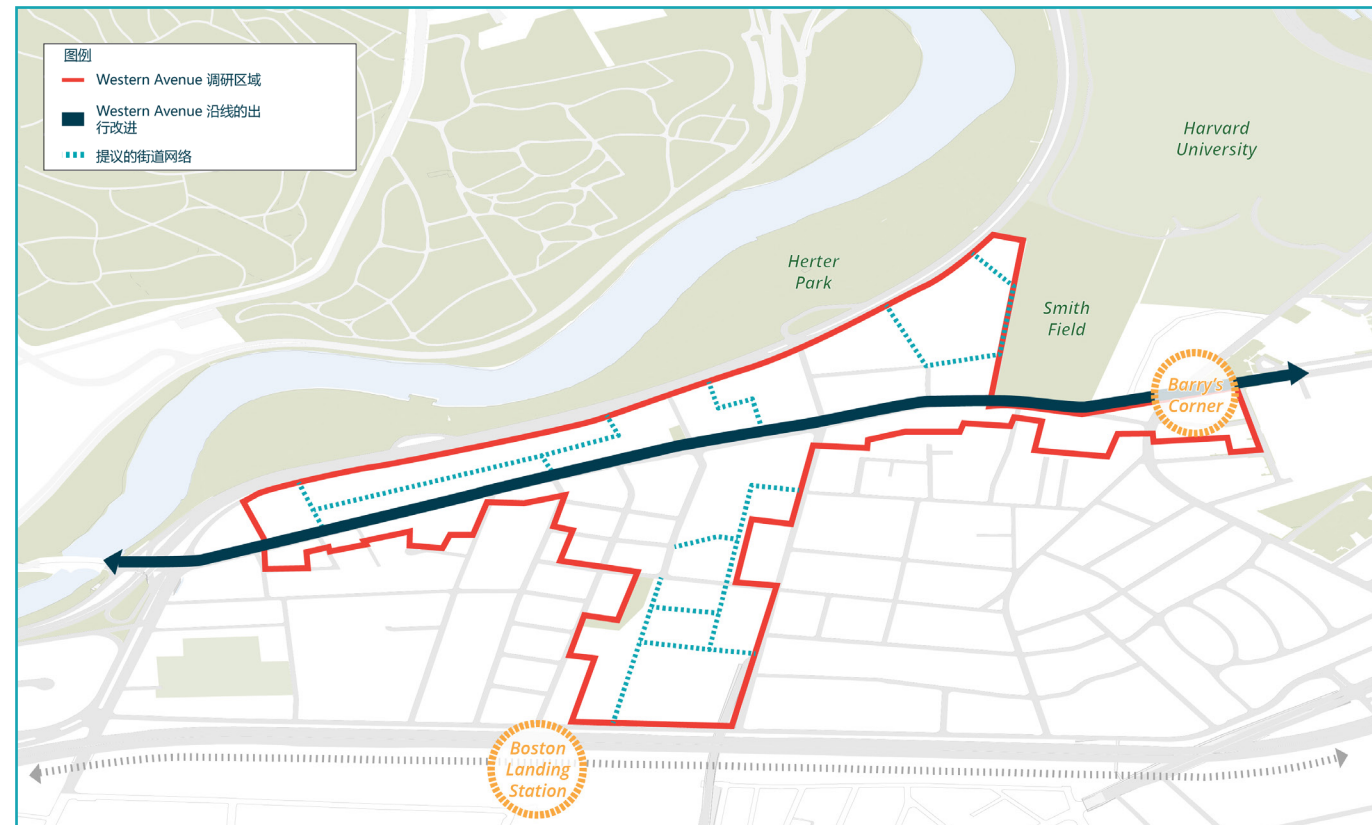 图例
Western Avenue 调研区域
Western Avenue 沿线的出
行改进
提议的街道网络
Harvard
University
Herter
Park
Smith
Field
Barry's
Corner
Boston
Landing
Station